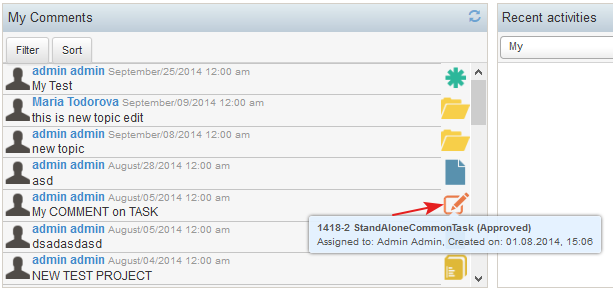 My Comments
Recent activities
Filter Sort
My
admin admin September/25/2014 12:00 am
My Test
Maria Todorova September/09/2014 12:00 am
this is new topic edit
admin admin September/08/2014 12:00 am
new topic
admin admin August/28/2014 12:00 am
asd
admin admin August/05/2014 12:00 am
My COMMENT on TASK
admin admin August/05/2014 12:00 am
dsadasdasd
1418-2 StandAloneCommonTask (Approved)
Assigned to: Admin Admin, Created on: 01.08.2014, 15:06
admin admin August/04/2014 12:00 am
NEW TEST PROJECT